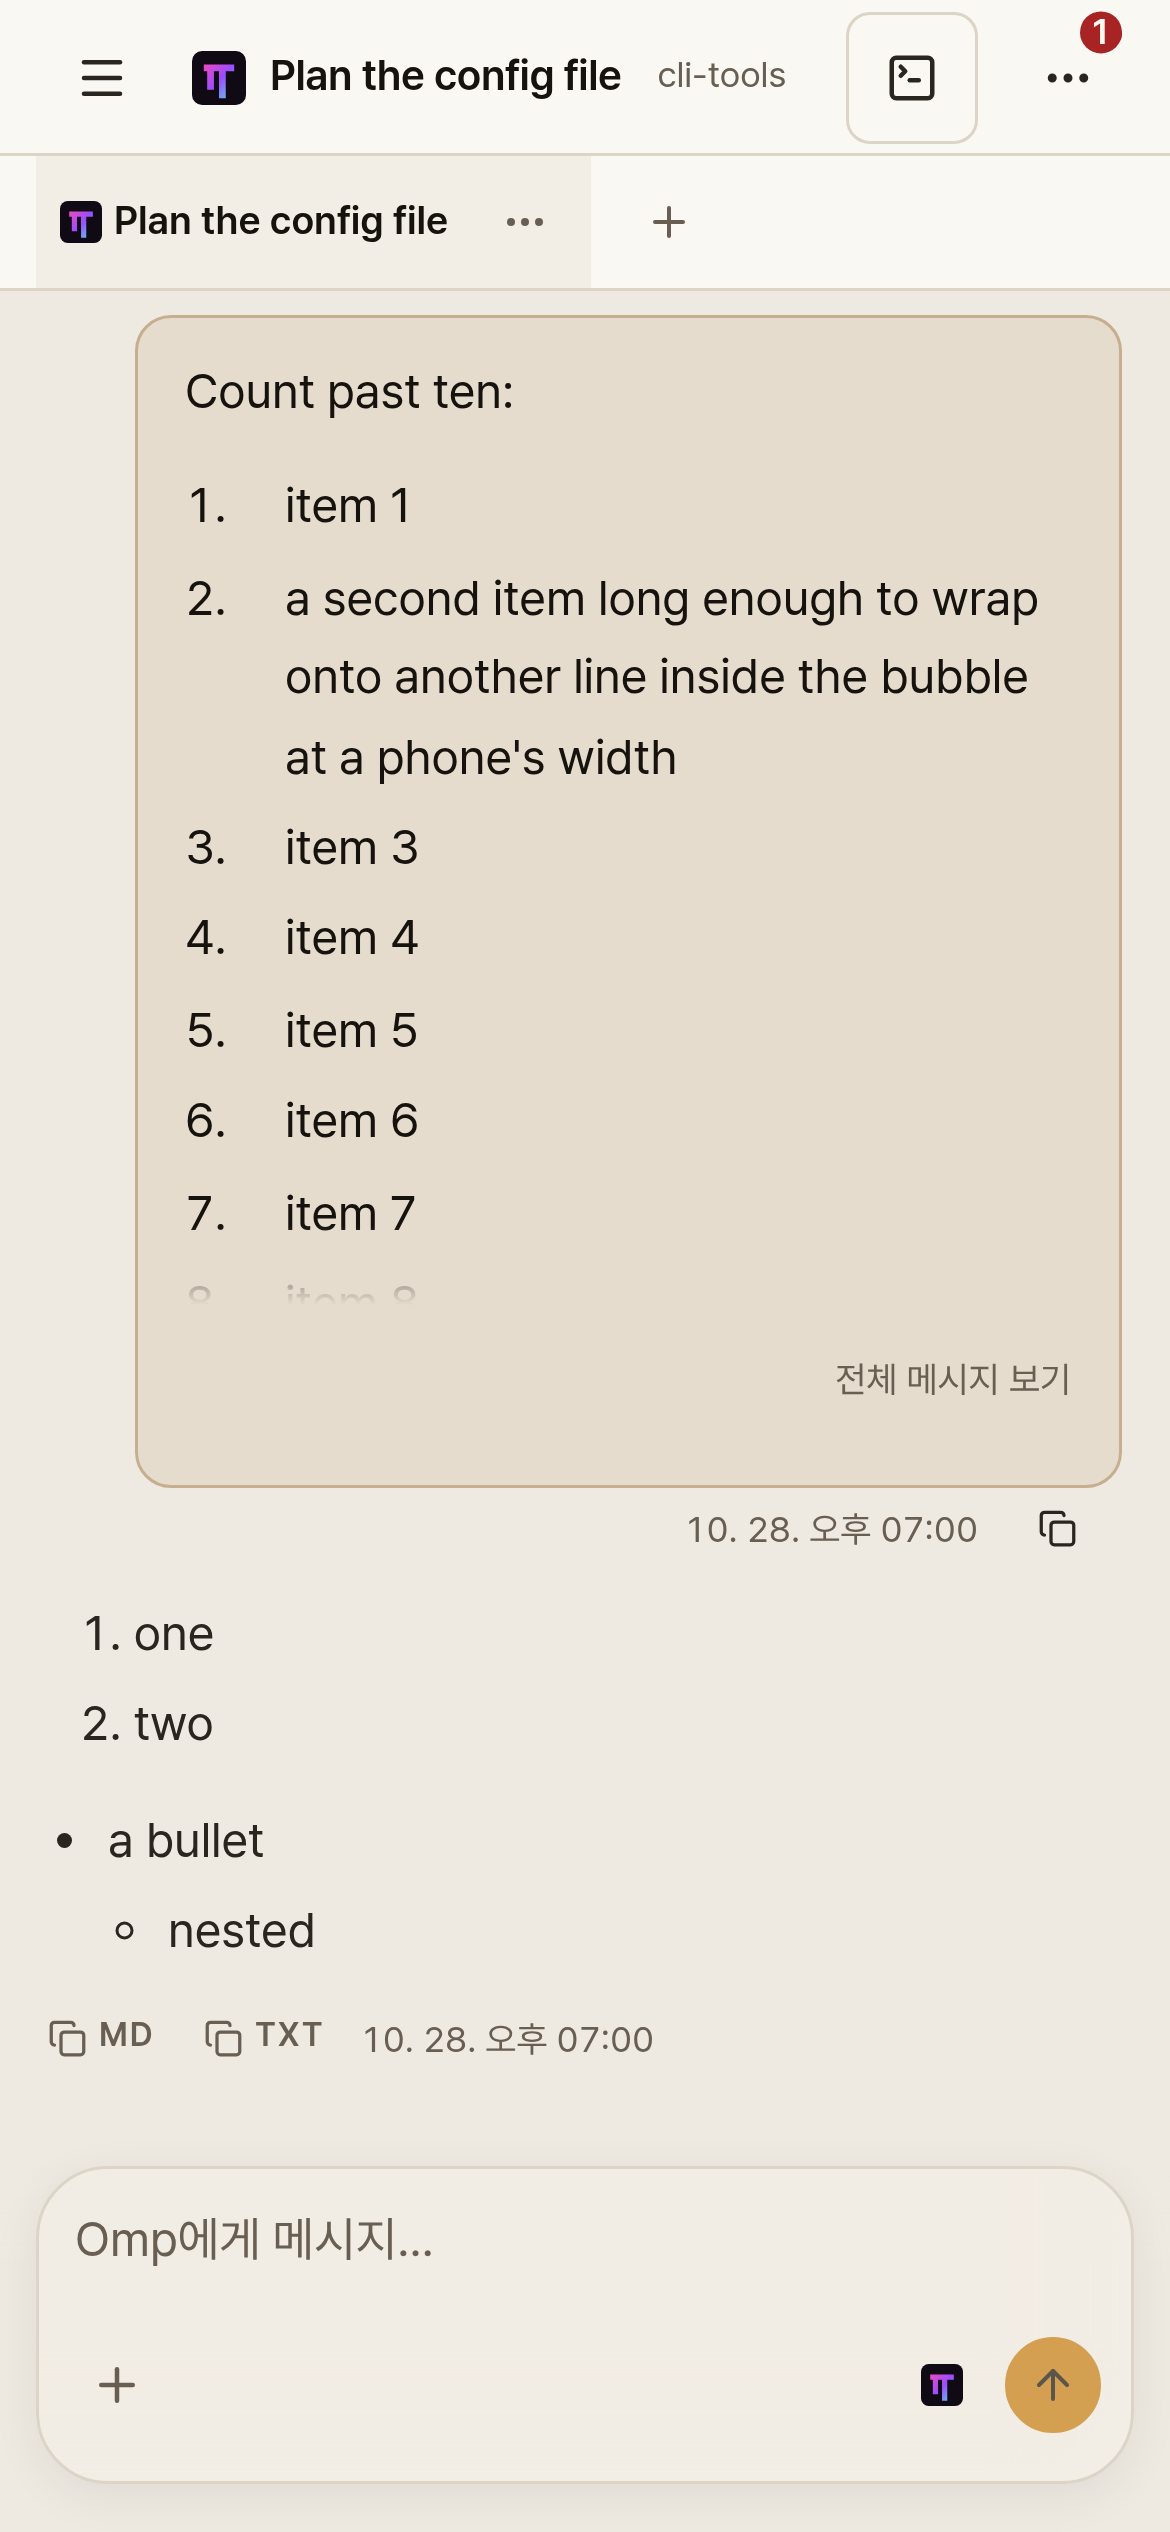 Plan the config file cli-tools
1
Plan the config file
Count past ten:
1. item 1
2. a second item long enough to wrap
onto another line inside the bubble
at a phone's width
3. item 3
4. item 4
5. item 5
6. item 6
7. item 7
8. item 8
전체 메시지 보기
10. 28. 오후 07:00
1. one
2. two
• a bullet
◦ nested
MD TXT 10. 28. 오후 07:00
Omp에게 메시지...